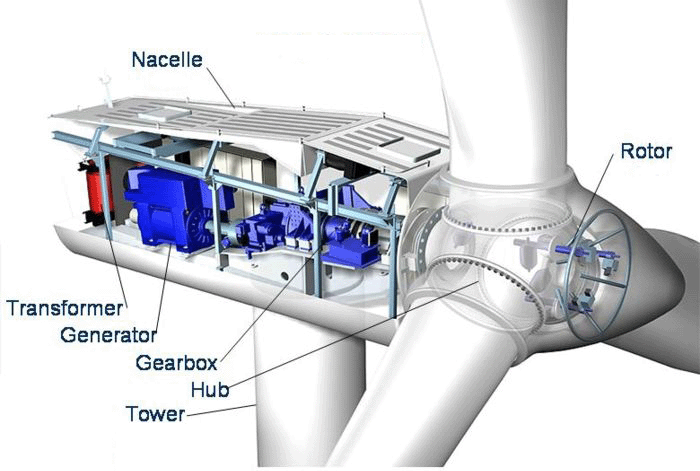 Nacelle
Rotor
Transformer
Generator
Gearbox
Hub
Tower